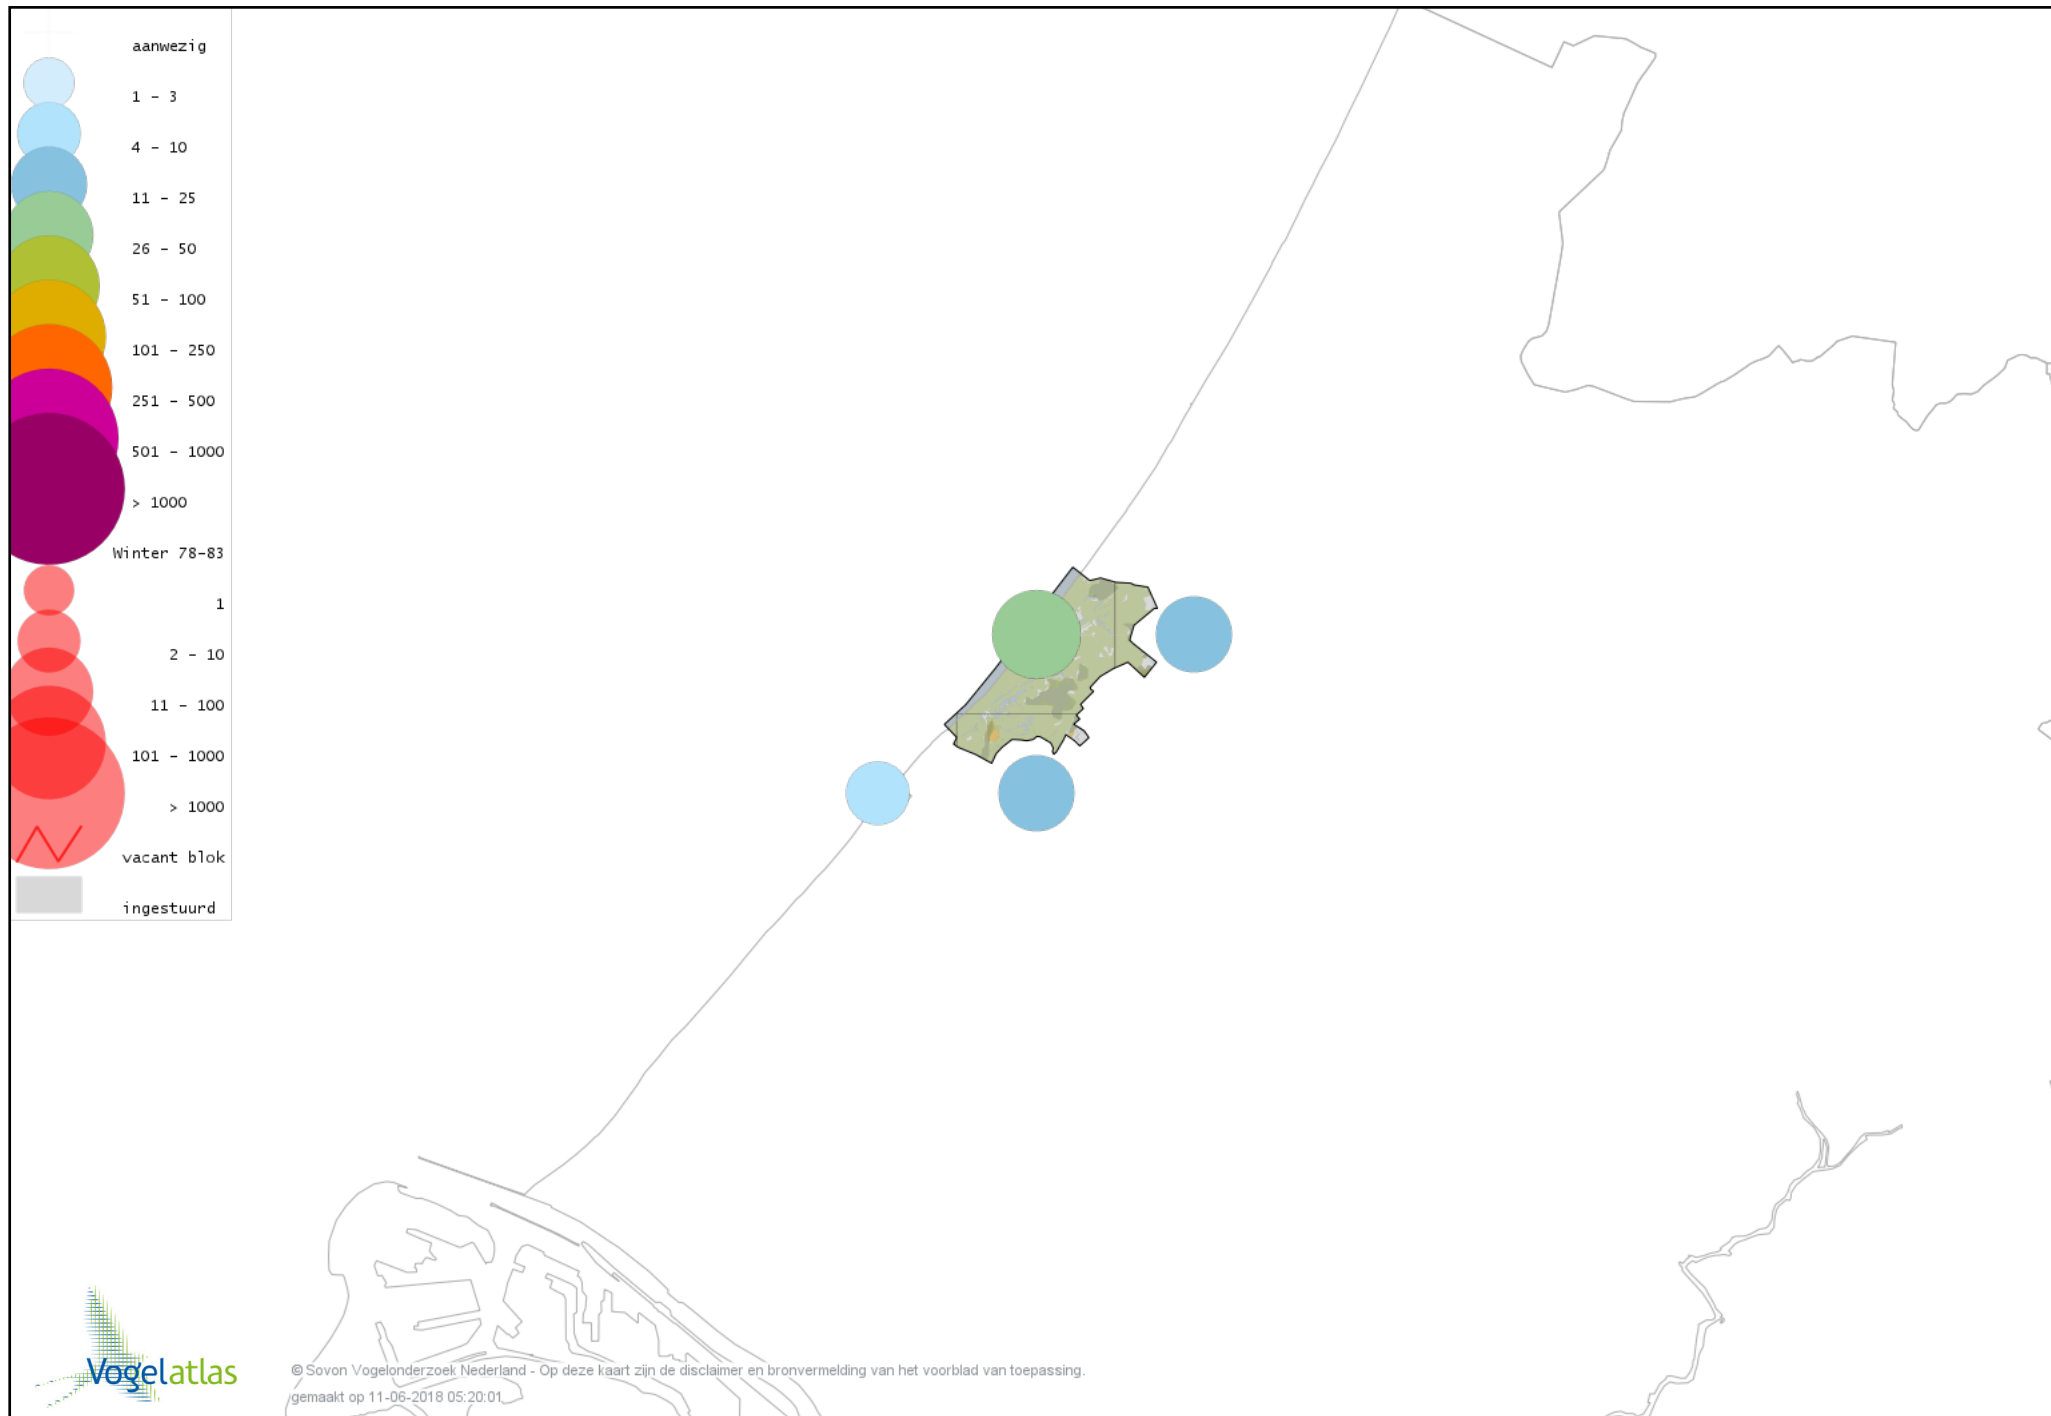 aanwezig
1 - 3
4 - 10
11 - 25
26 - 50
51 - 100
101 - 250
251 - 500
501 - 1000
> 1000
Winter 78-83
1
2 - 10
11 - 100
101 - 1000
> 1000
vacant blok
ingestuurd
Vogelatlas
© Sovon Vogelonderzoek Nederland - Op deze kaart zijn de disclaimer en bronvermelding van het voorblad van toepassing.
gemaakt op 11-06-2018 05:20:01